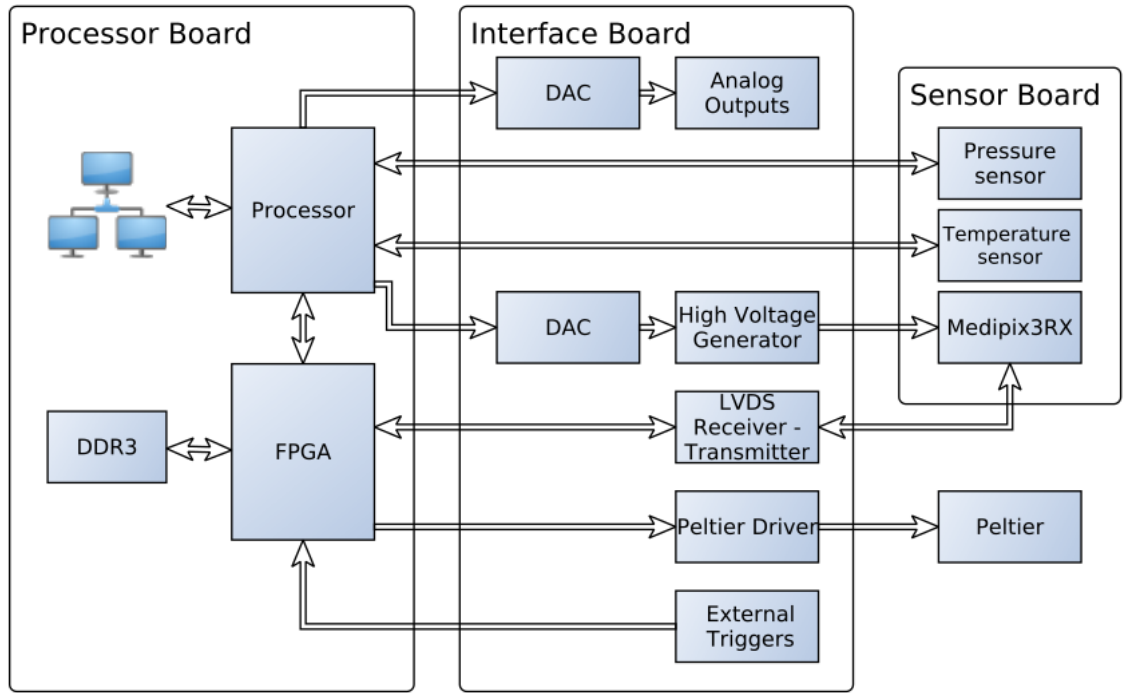 Processor Board
Interface Board
Sensor Board
DAC
Analog
Outputs
Pressure
sensor
Processor
Temperature
sensor
DAC
High Voltage
Generator
Medipix3RX
DDR3
FPGA
LVDS
Receiver -
Transmitter
Peltier Driver
Peltier
External
Triggers